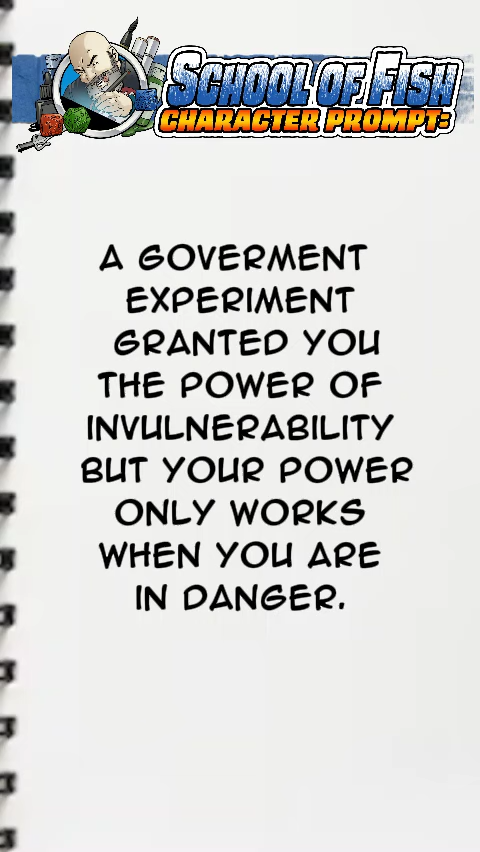 SCHOOL OF FISH
CHARACTER PROMPT:
A GOVERMENT
EXPERIMENT
GRANTED YOU
THE POWER OF
INVULNERABILITY
BUT YOUR POWER
ONLY WORKS
WHEN YOU ARE
IN DANGER.